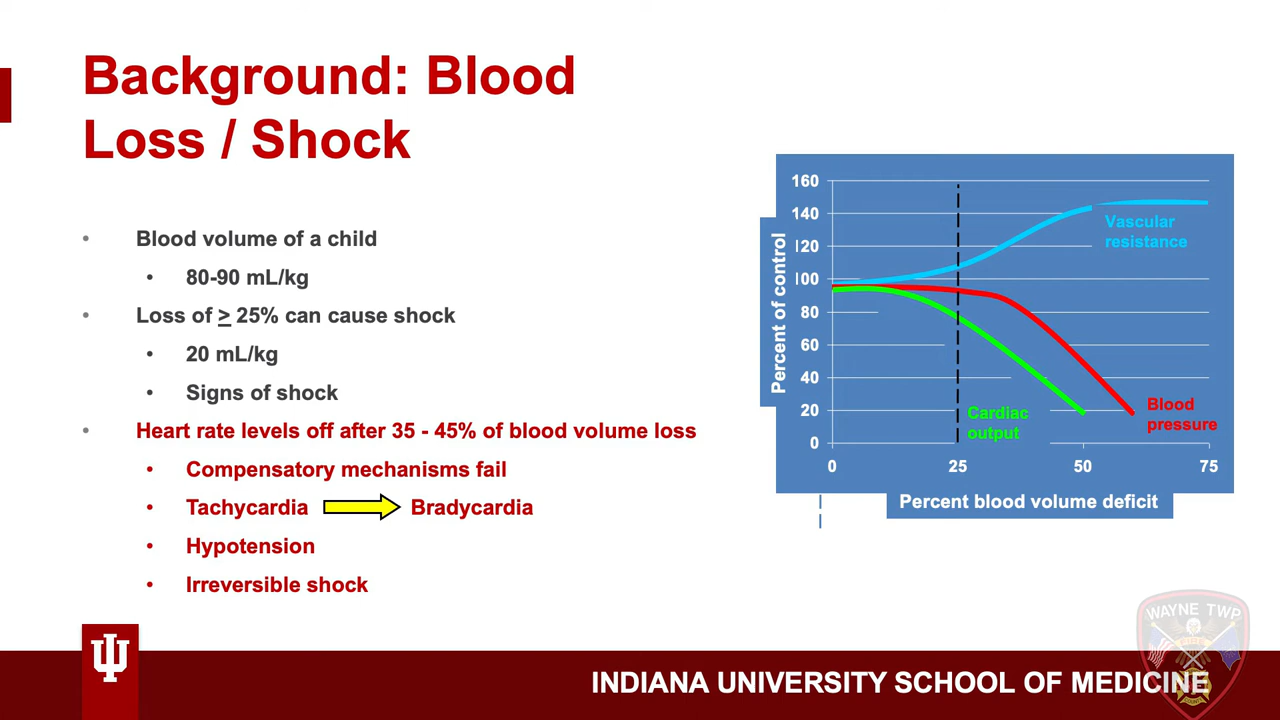 Background: Blood
Loss / Shock
• Blood volume of a child
• 80-90 mL/kg
• Loss of ≥ 25% can cause shock
• 20 mL/kg
• Signs of shock
• Heart rate levels off after 35 - 45% of blood volume loss
• Compensatory mechanisms fail
• Tachycardia Bradycardia
• Hypotension
• Irreversible shock
Percent of control
160
140
120
100
80
60
40
20
0
Vascular
resistance
Cardiac
output
Blood
pressure
0 25 50 75
Percent blood volume deficit
WAYNE TWP
INDIANA UNIVERSITY SCHOOL OF MEDICINE